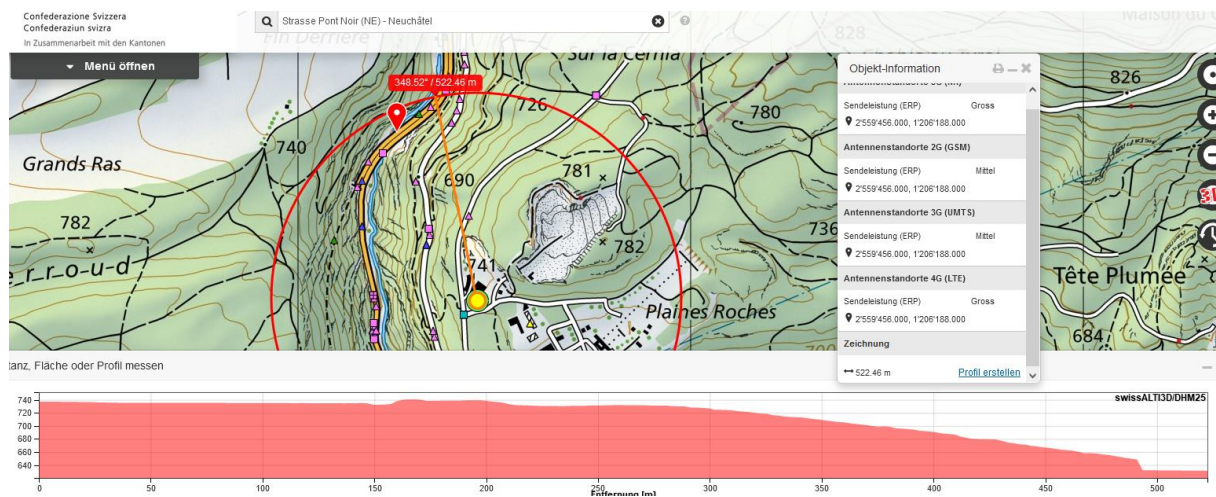 Confederazione Svizzera
Confederaziun svizra
In Zusammenarbeit mit den Kantonen
Strasse Pont Noir (NE) - Neuchâtel
Menü öffnen
Fin Derrière
Sur la Cernia
828
826
348.52° / 522.46 m
726
780
740
Grands Ras
690
781
782
782
736
e r-r-o-u-d
741
Plaines Roches
Tête Plumée
684
700
Objekt-Information
Sendeleistung (ERP) Gross
2'559'456.000, 1'206'188.000
Antennenstandorte 2G (GSM)
Sendeleistung (ERP) Mittel
2'559'456.000, 1'206'188.000
Antennenstandorte 3G (UMTS)
Sendeleistung (ERP) Mittel
2'559'456.000, 1'206'188.000
Antennenstandorte 4G (LTE)
Sendeleistung (ERP) Gross
2'559'456.000, 1'206'188.000
Zeichnung
522.46 m Profil erstellen
tanz, Fläche oder Profil messen
swissALTI3D/DHM25
740
720
700
680
660
640
0 50 100 150 200 250 300 350 400 450 500
Entfernung [m]